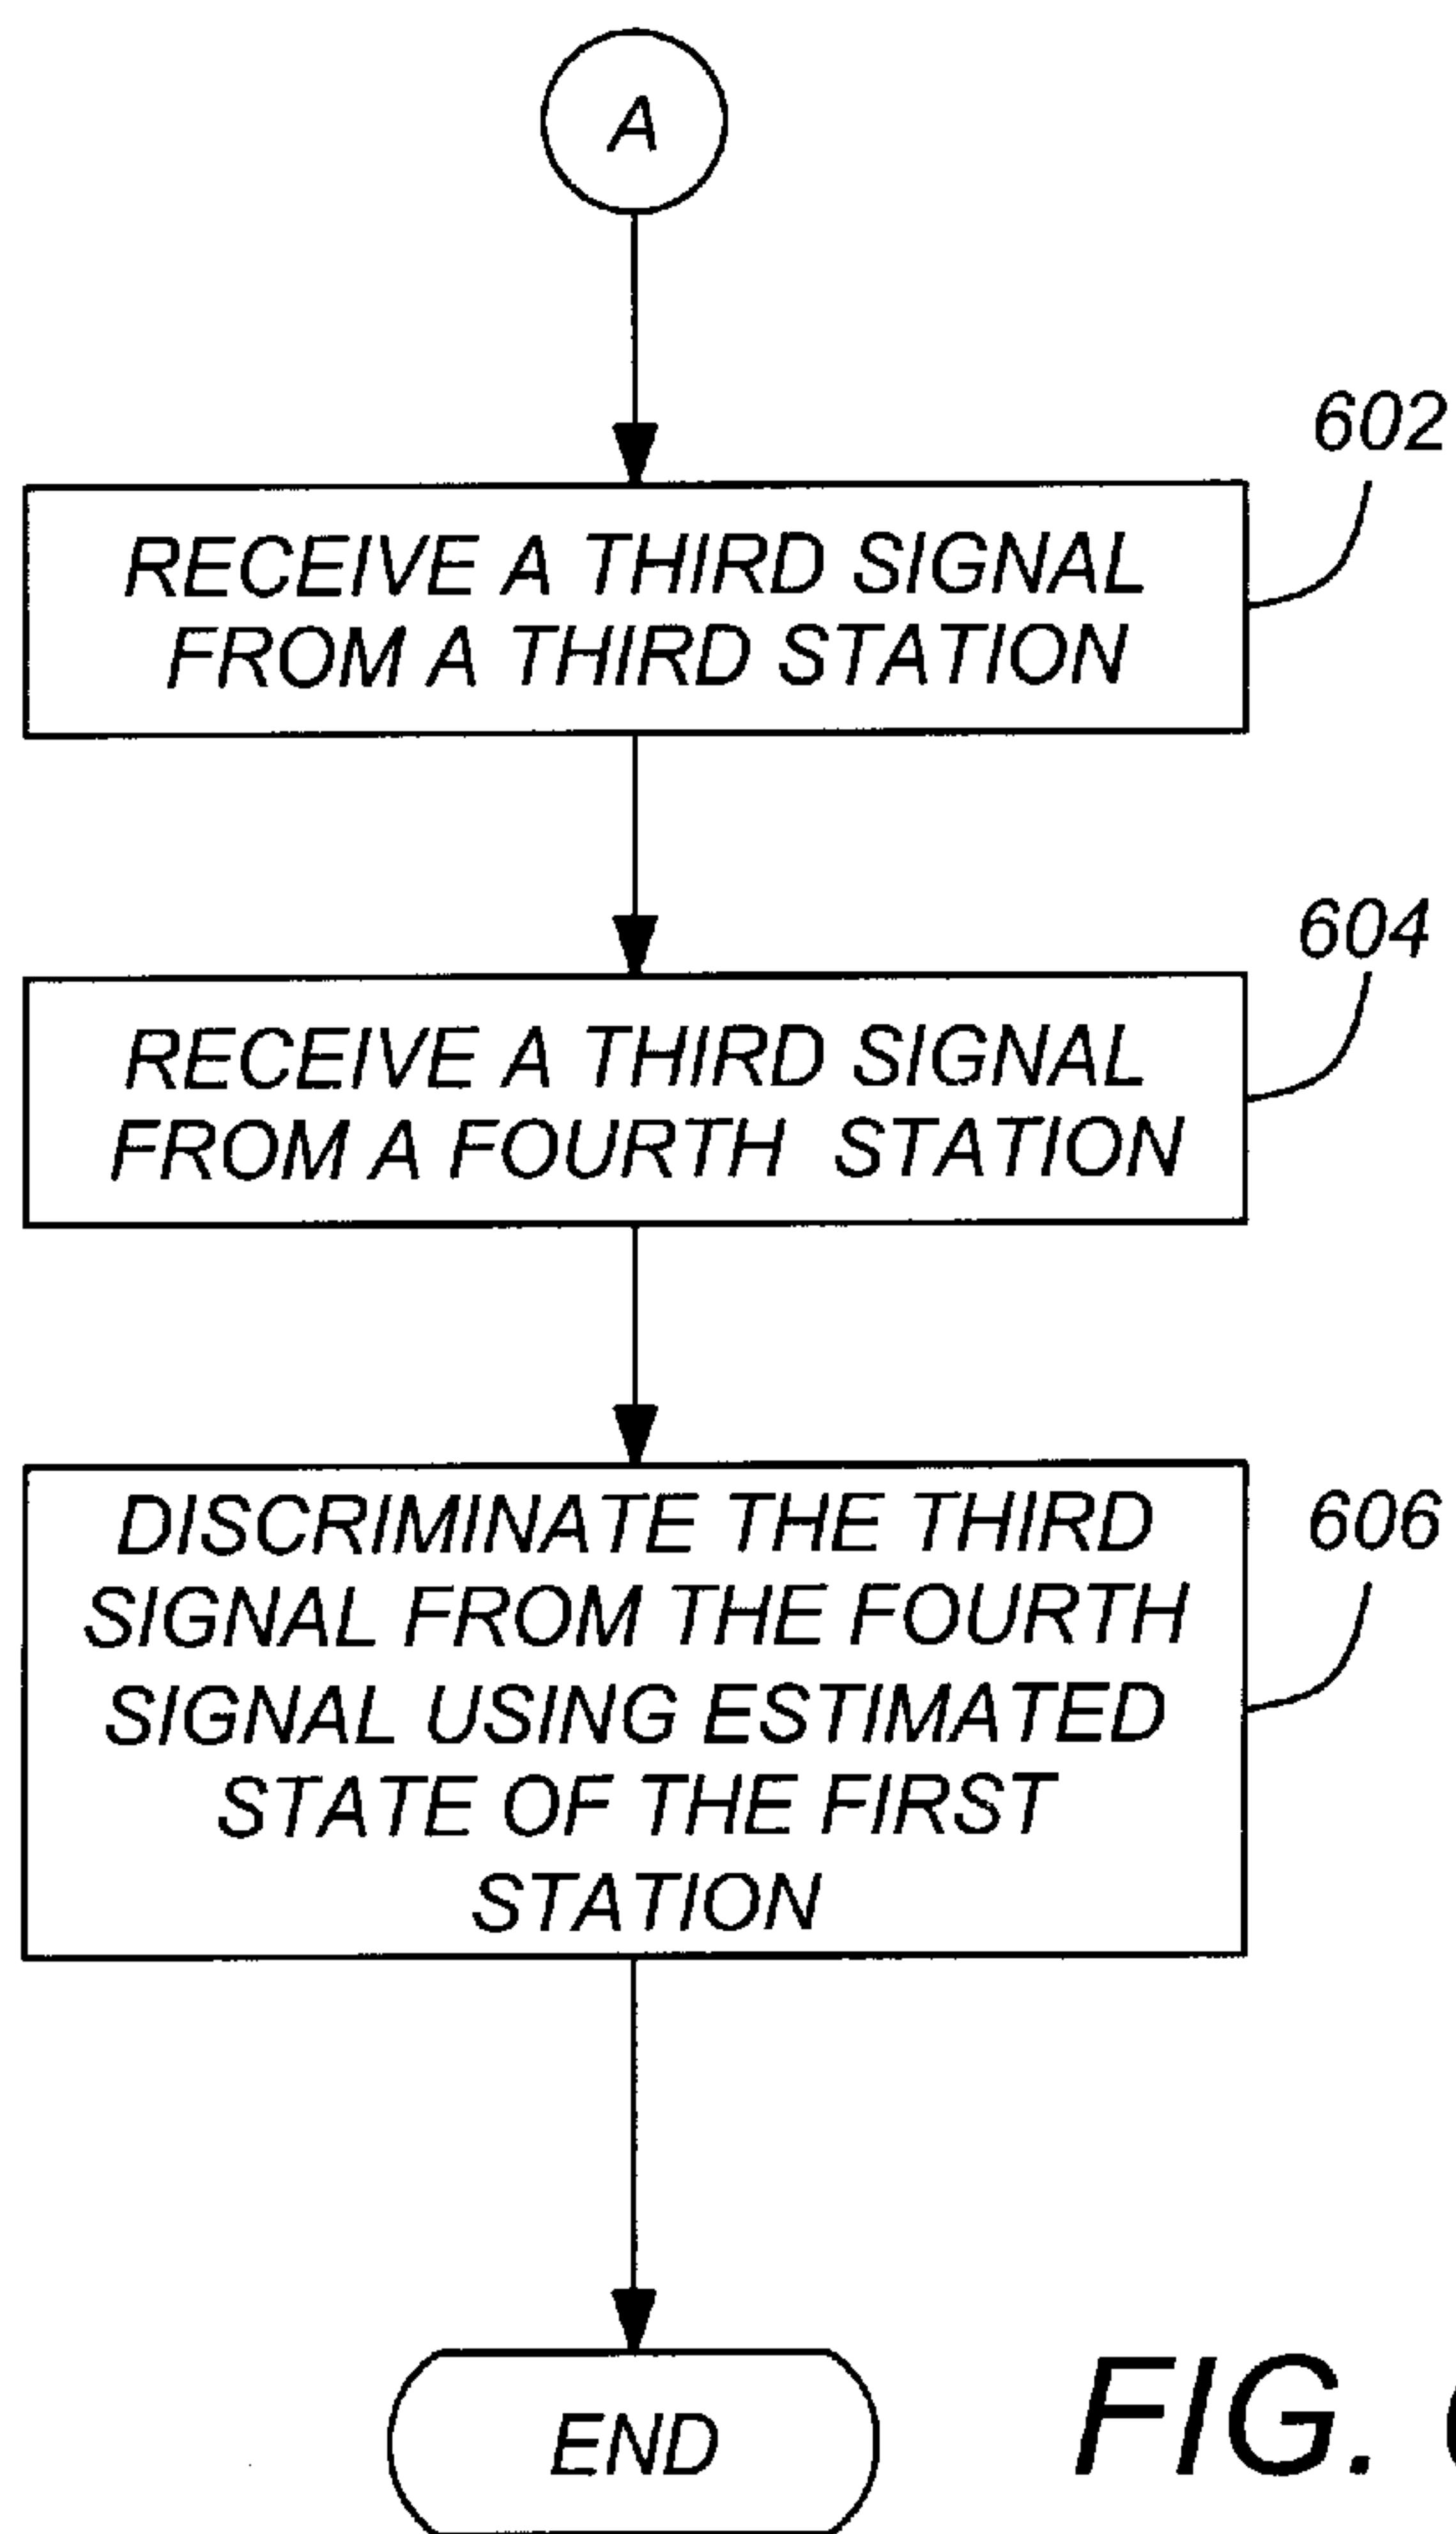 A
602
RECEIVE A THIRD SIGNAL
FROM A THIRD STATION
604
RECEIVE A THIRD SIGNAL
FROM A FOURTH STATION
606
DISCRIMINATE THE THIRD
SIGNAL FROM THE FOURTH
SIGNAL USING ESTIMATED
STATE OF THE FIRST
STATION
END
FIG.